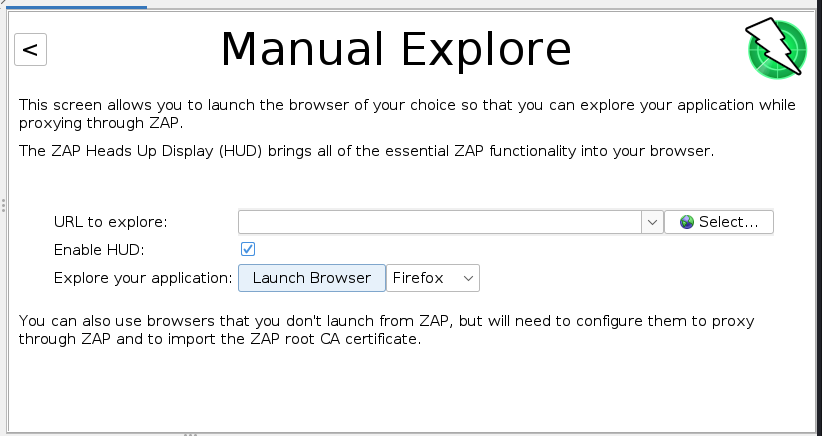 <
Manual Explore
This screen allows you to launch the browser of your choice so that you can explore your application while
proxying through ZAP.
The ZAP Heads Up Display (HUD) brings all of the essential ZAP functionality into your browser.
URL to explore:
Select...
Enable HUD:
Explore your application: Launch Browser Firefox
You can also use browsers that you don't launch from ZAP, but will need to configure them to proxy
through ZAP and to import the ZAP root CA certificate.